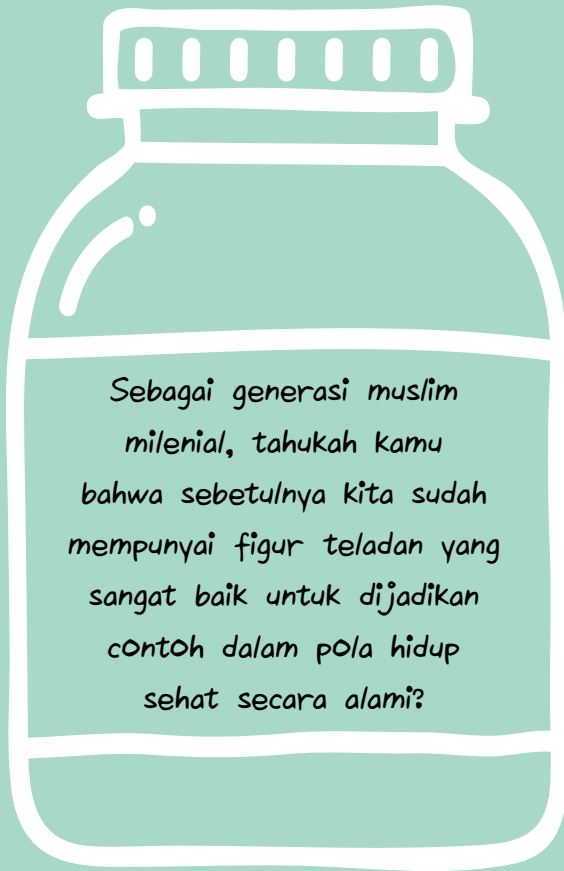 Sebagai generasi muslim
milenial, tahukah kamu
bahwa sebetulnya kita sudah
mempunyai figur teladan yang
sangat baik untuk dijadikan
contoh dalam pola hidup
sehat secara alami?